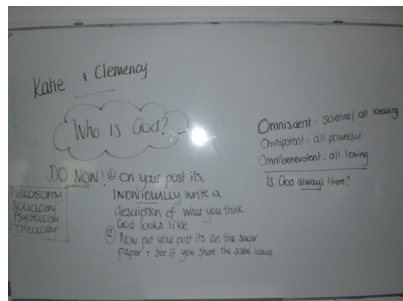 Katie & Clemency
Who is God?
DO NOW! ① on your post its,
INDIVIDUALLY write a
description of what you think
God looks like
② Now put your post its on the sugar
paper + see if you share the same ideas
PHILOSOPHY
SOCIOLOGY
PSYCHOLOGY
THEOLOGY
Omniscient: science/all knowing
Omnipotent: all powerful
Omnibenevolent: all loving
Is God always there?